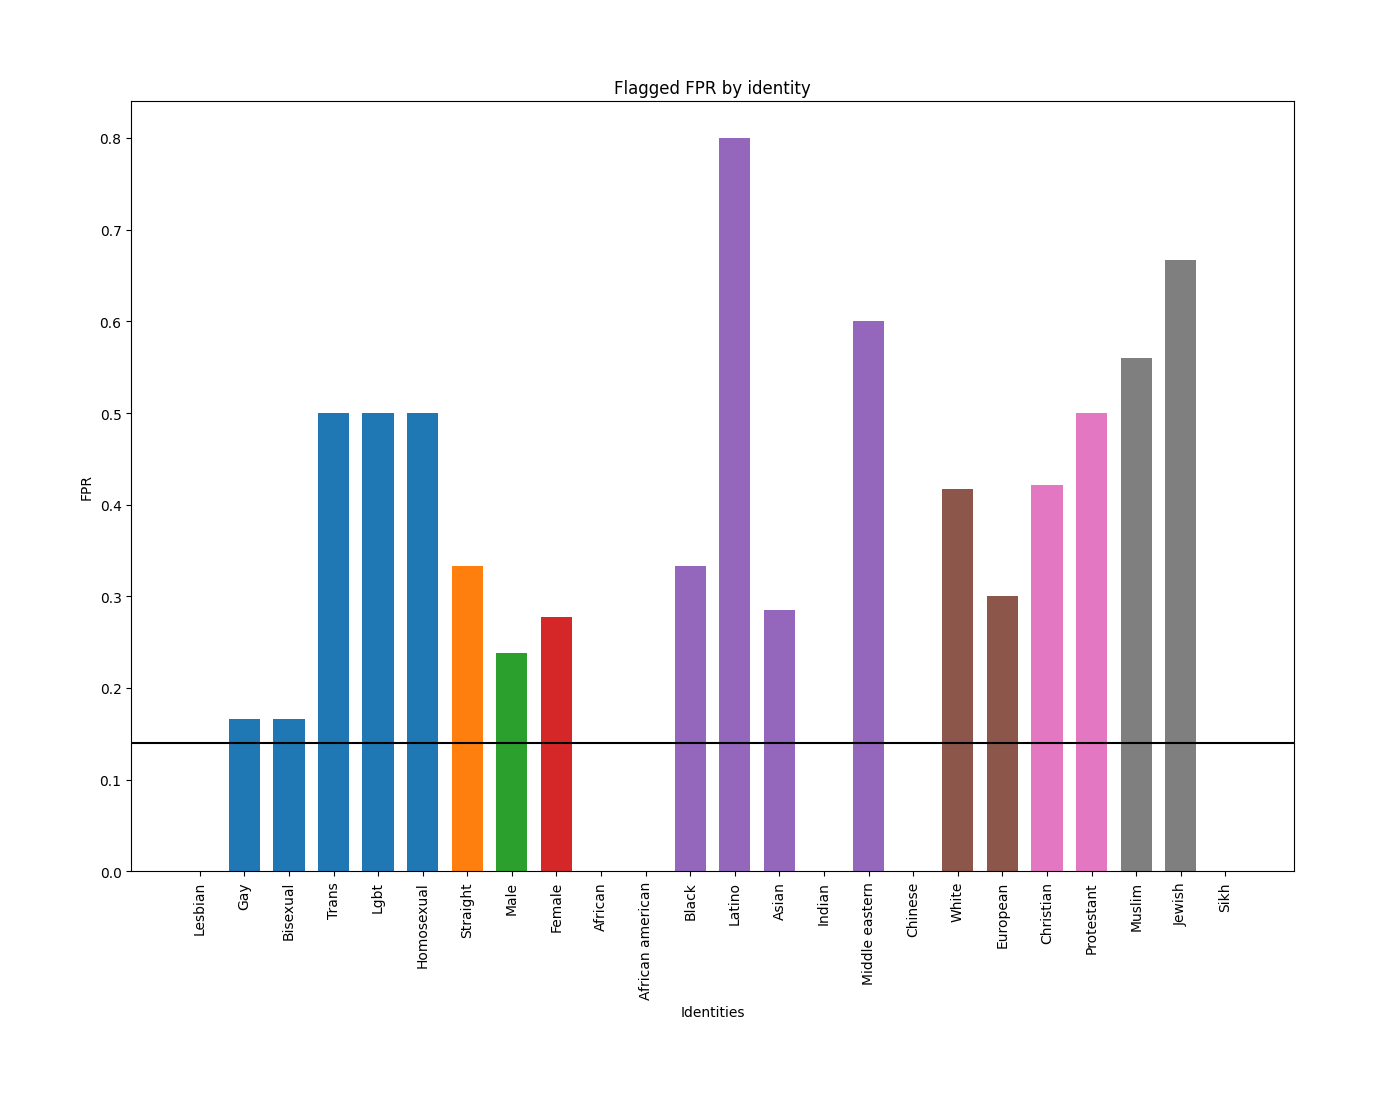 Flagged FPR by identity
0.8
0.7
0.6
0.5
0.4
0.3
0.2
0.1
0.0
FPR
Lesbian
Gay
Bisexual
Trans
Lgbt
Homosexual
Straight
Male
Female
African
African american
Black
Latino
Asian
Indian
Middle eastern
Chinese
White
European
Christian
Protestant
Muslim
Jewish
Sikh
Identities